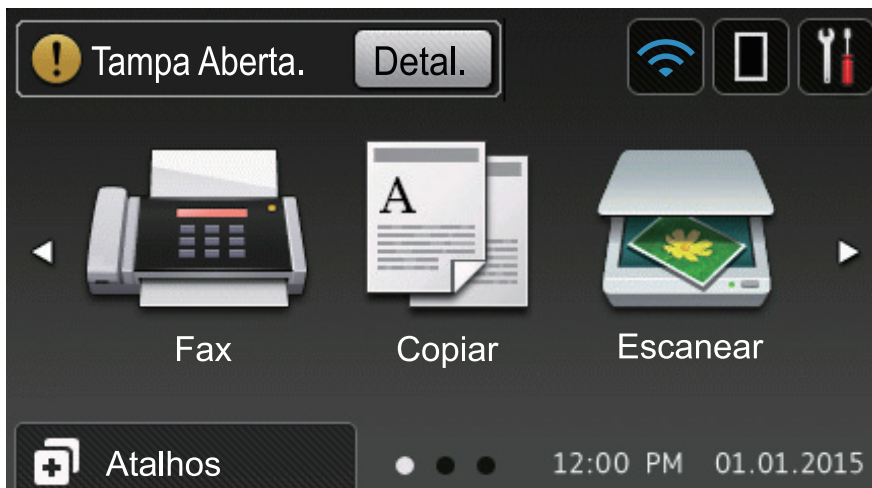 Tampa Aberta. Detal.
A
Fax Copiar Escanear
Atalhos 12:00 PM 01.01.2015